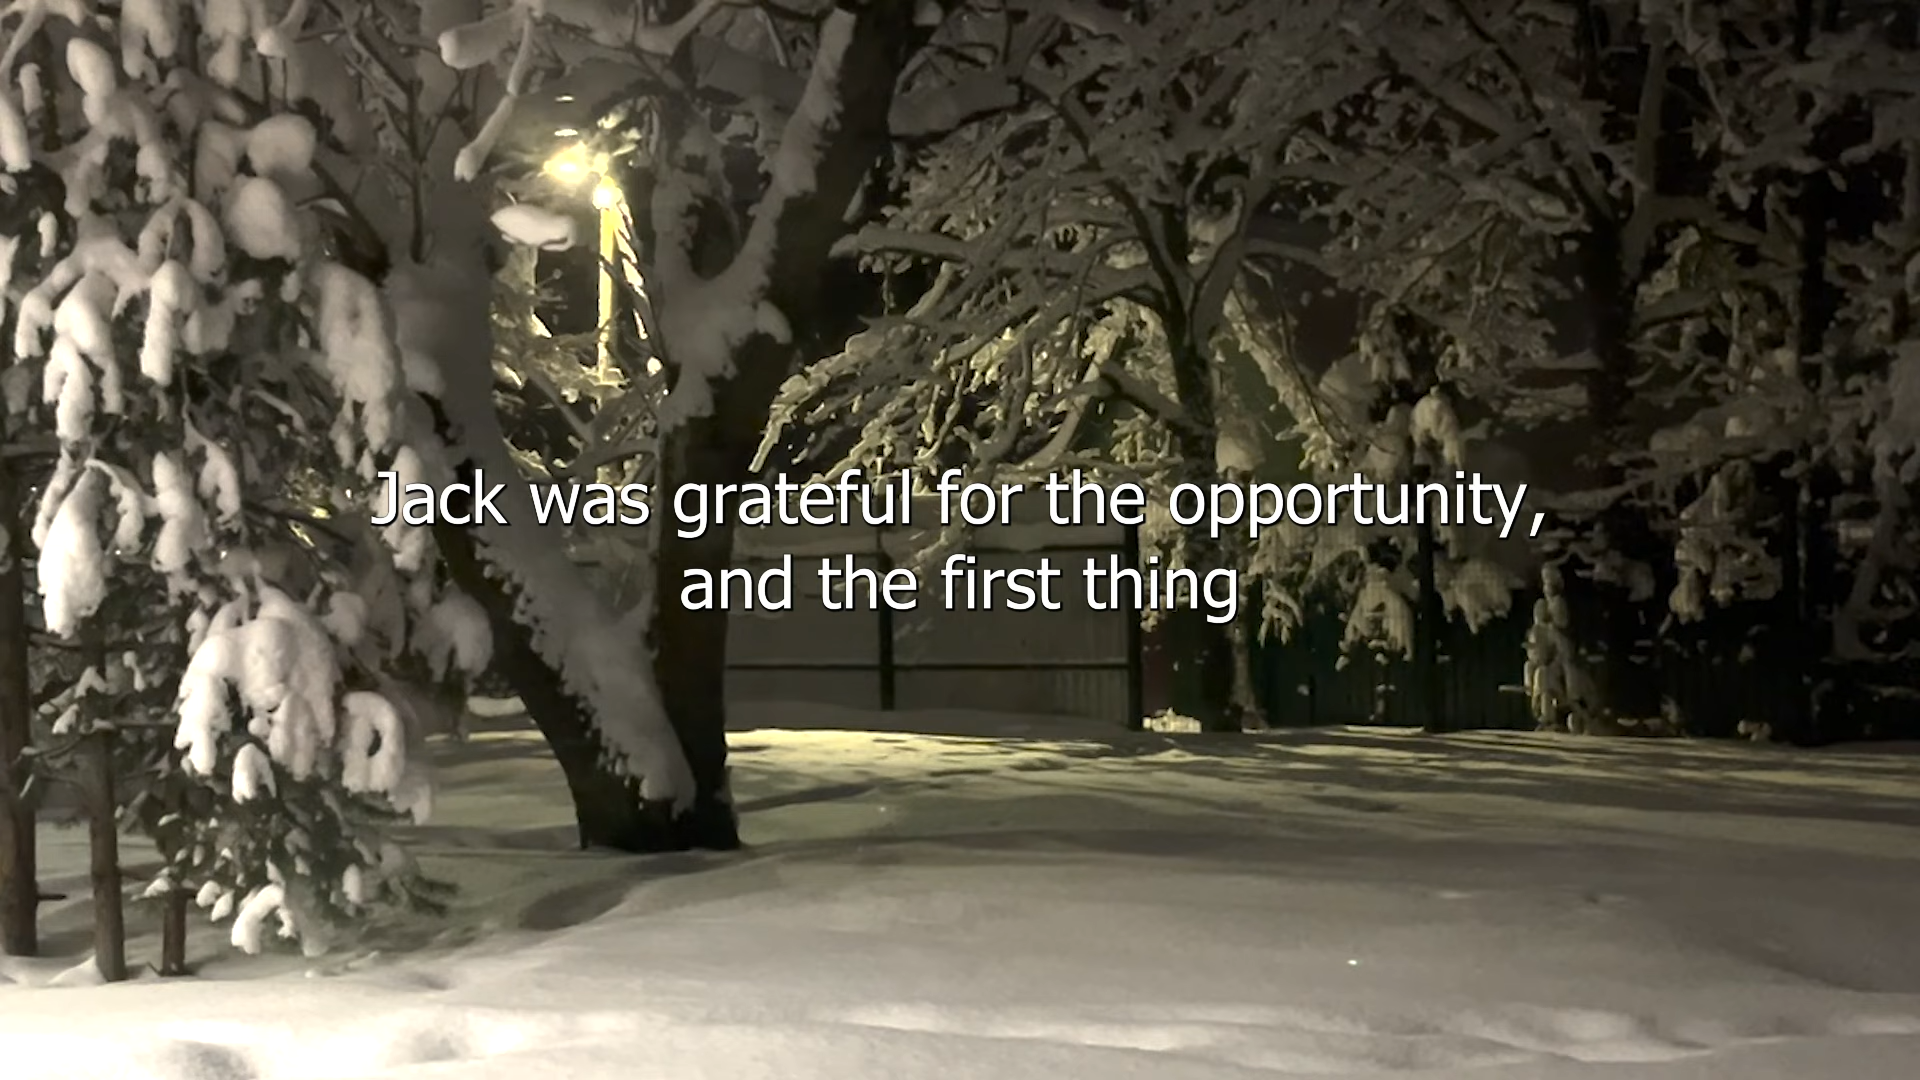 Jack was grateful for the opportunity,
and the first thing